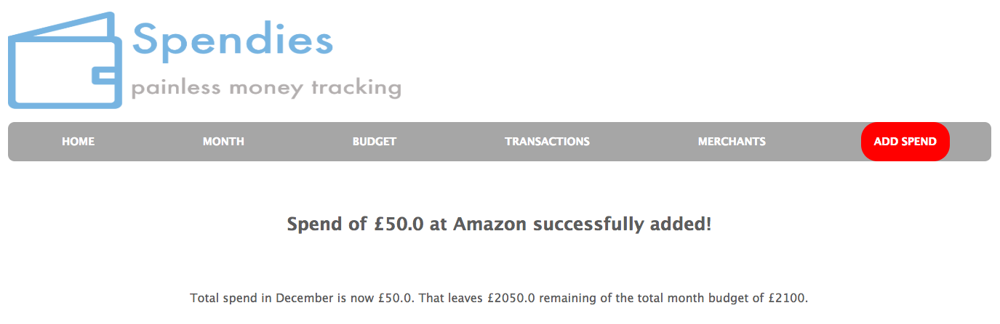 Spendies
painless money tracking
HOME MONTH BUDGET TRANSACTIONS MERCHANTS ADD SPEND
Spend of £50.0 at Amazon successfully added!
Total spend in December is now £50.0. That leaves £2050.0 remaining of the total month budget of £2100.